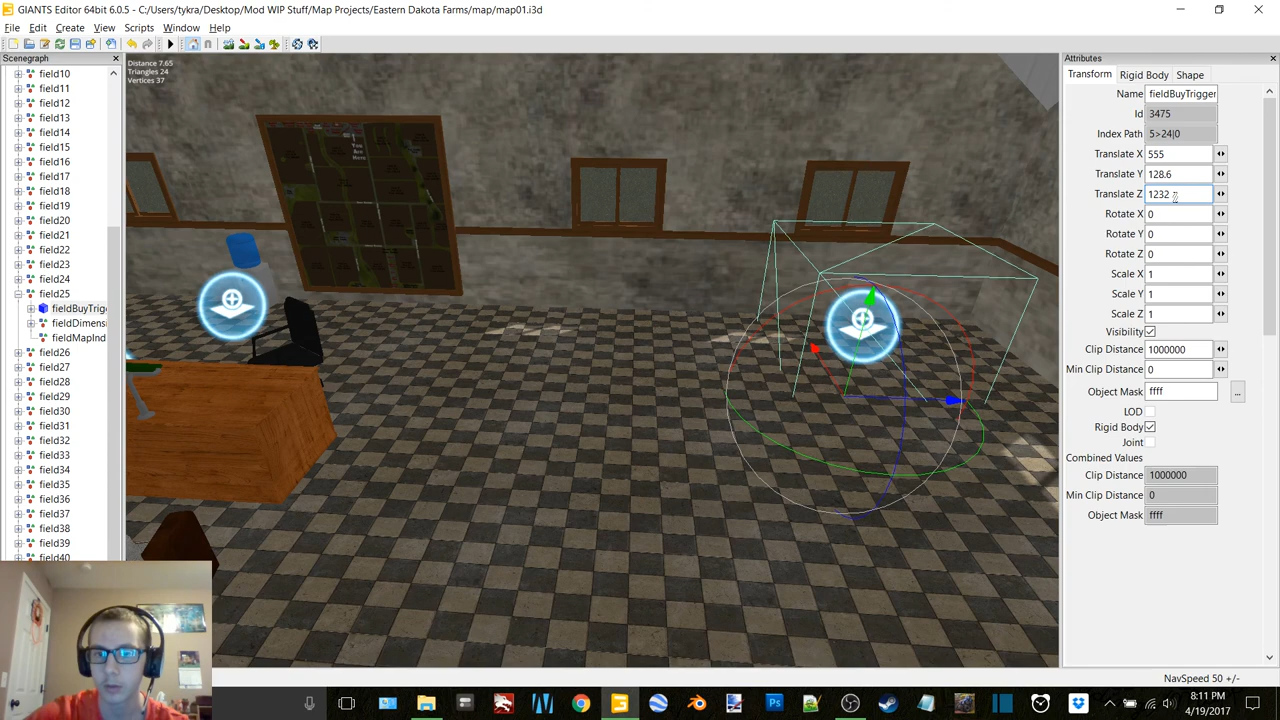 GIANTS Editor 64bit 6.0.5 - C:/Users/tykra/Desktop/Mod WIP Stuff/Map Projects/Eastern Dakota Farms/map/map01.i3d
File Edit Create View Scripts Window Help
Scenegraph
field10
field11
field12
field13
field14
field15
field16
field17
field18
field19
field20
field21
field22
field23
field24
field25
fieldBuyTrigg
fieldDimens
fieldMapInd
field26
field27
field28
field29
field30
field31
field32
field33
field34
field35
field36
field37
field38
field39
field40
Distance 7.65
Triangles 24
Vertices 37
You
Are
Here
Attributes
Transform Rigid Body Shape
Name fieldBuyTrigger
Id 3475
Index Path 5>24|0
Translate X 555
Translate Y 128.6
Translate Z 1232
Rotate X 0
Rotate Y 0
Rotate Z 0
Scale X 1
Scale Y 1
Scale Z 1
Visibility
Clip Distance 1000000
Min Clip Distance 0
Object Mask ffff ...
LOD
Rigid Body
Joint
Combined Values
Clip Distance 1000000
Min Clip Distance 0
Object Mask ffff
NavSpeed 50 +/-
8:11 PM
4/19/2017